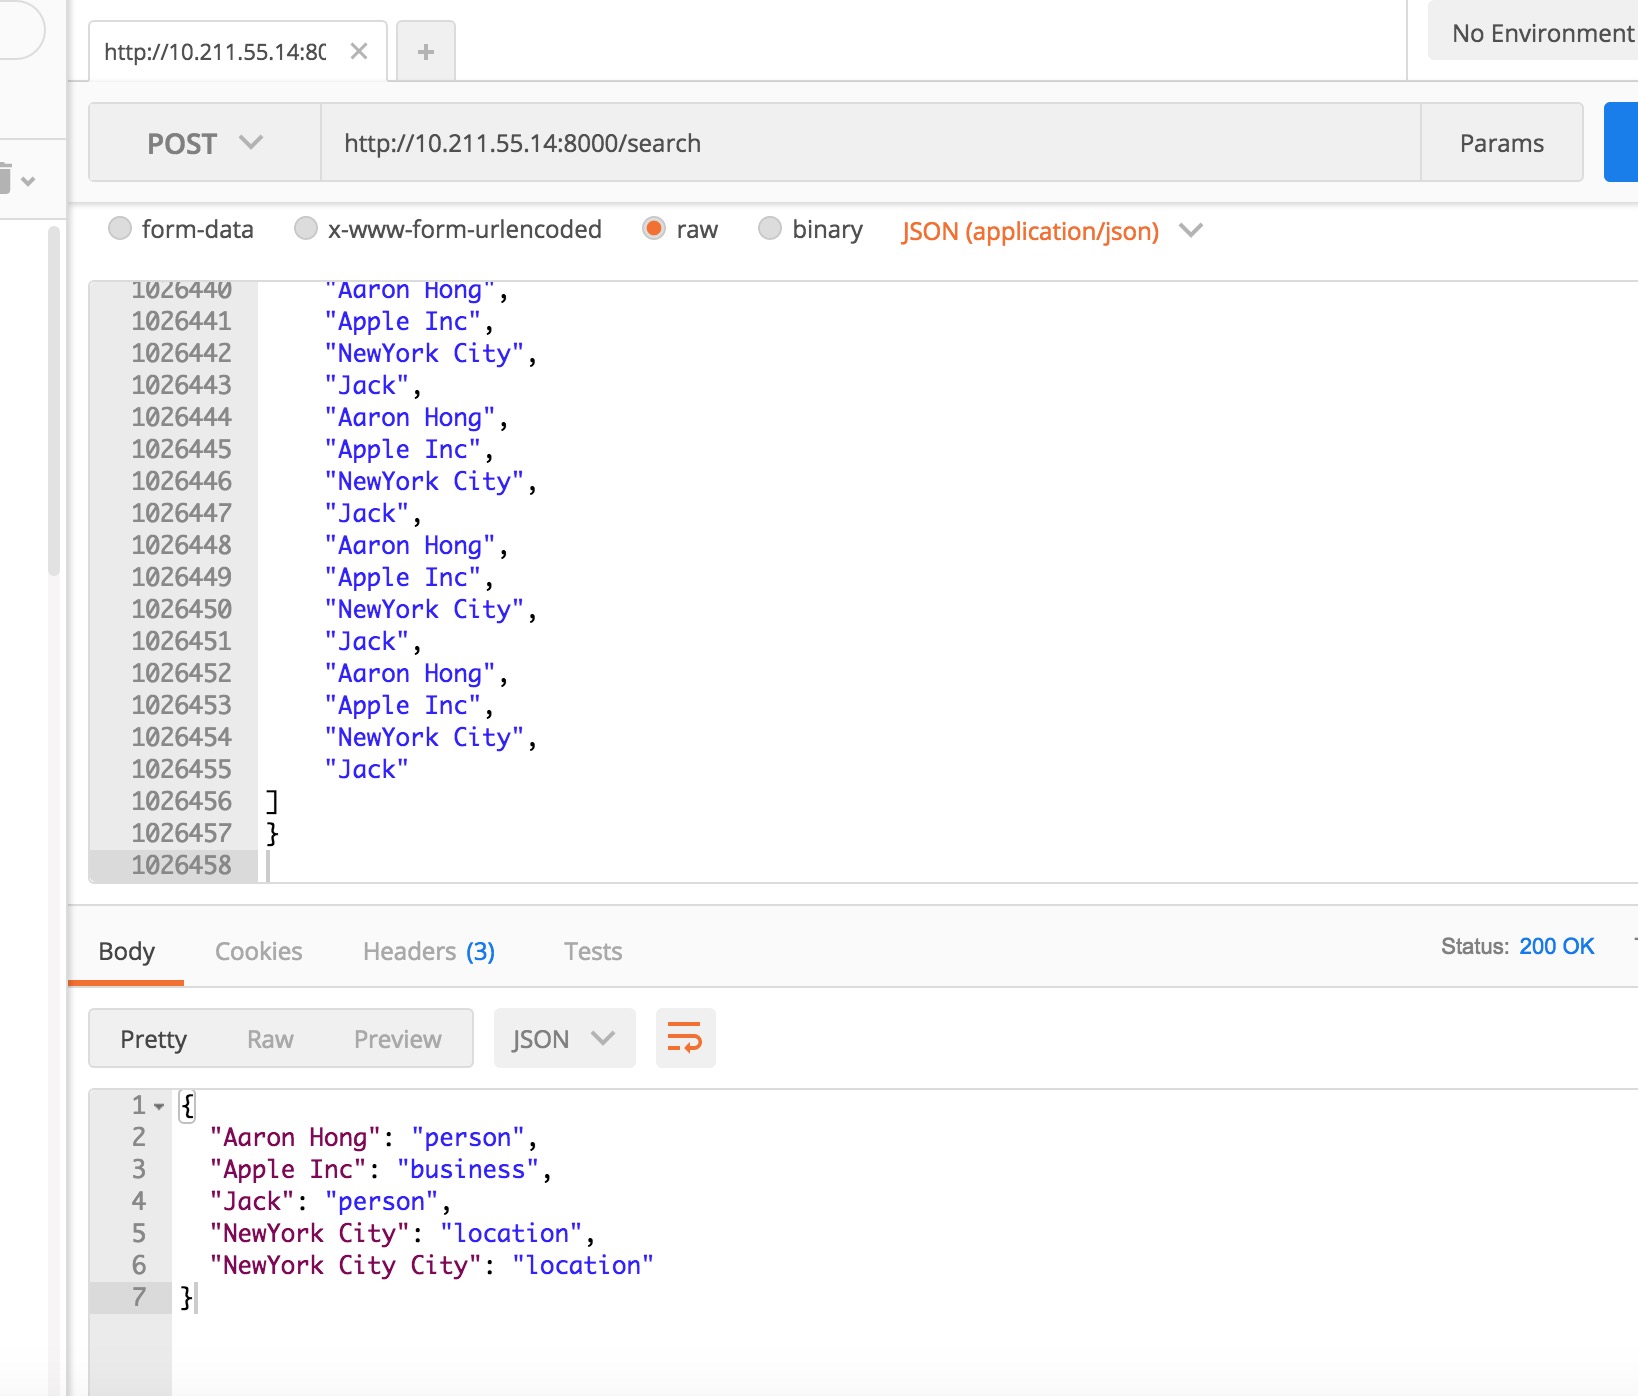 http://10.211.55.14:80
No Environment
POST http://10.211.55.14:8000/search Params
form-data x-www-form-urlencoded raw binary JSON (application/json)
1026440 "Aaron Hong",
1026441 "Apple Inc",
1026442 "NewYork City",
1026443 "Jack",
1026444 "Aaron Hong",
1026445 "Apple Inc",
1026446 "NewYork City",
1026447 "Jack",
1026448 "Aaron Hong",
1026449 "Apple Inc",
1026450 "NewYork City",
1026451 "Jack",
1026452 "Aaron Hong",
1026453 "Apple Inc",
1026454 "NewYork City",
1026455 "Jack"
1026456 ]
1026457 }
1026458
Body Cookies Headers (3) Tests Status: 200 OK
Pretty Raw Preview JSON
1 {
2 "Aaron Hong": "person",
3 "Apple Inc": "business",
4 "Jack": "person",
5 "NewYork City": "location",
6 "NewYork City City": "location"
7 }